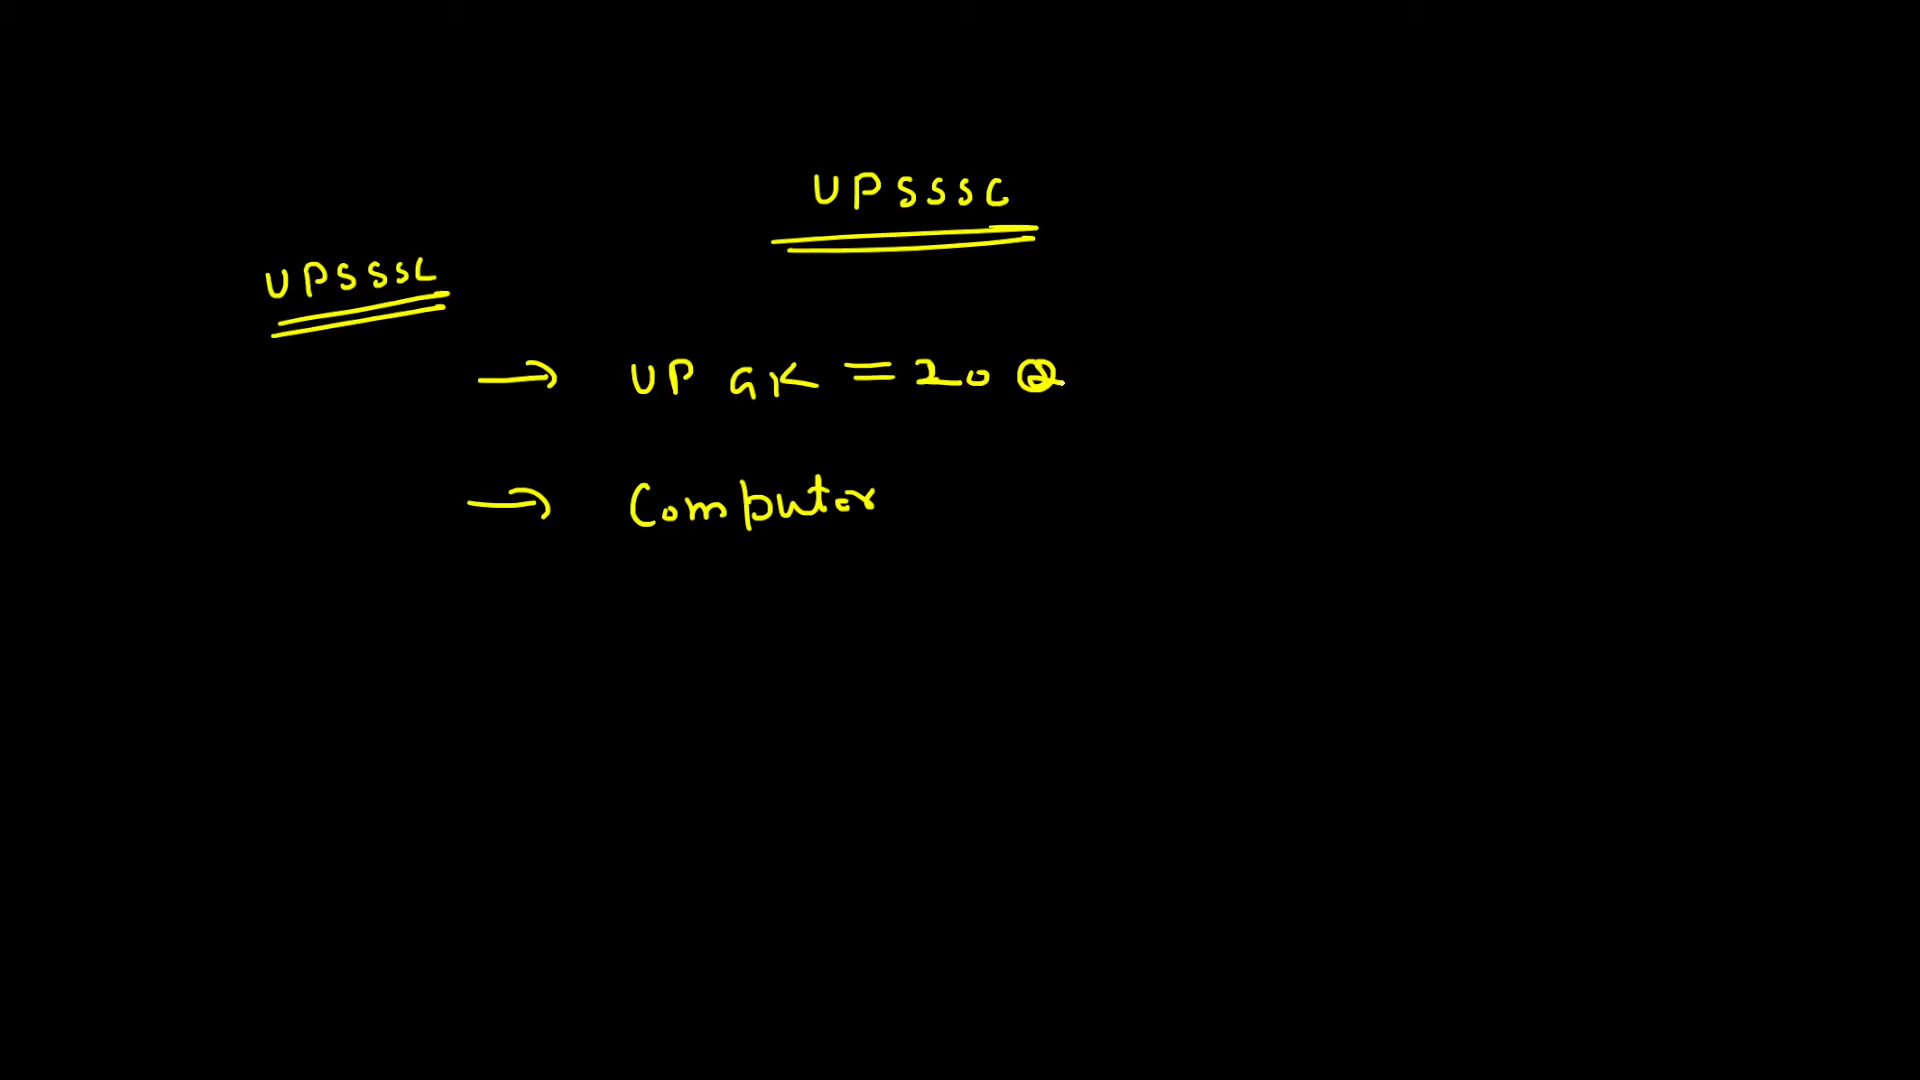 UPSSSC
UPSSSC
→ UP GK = 20 Q
→ Computer